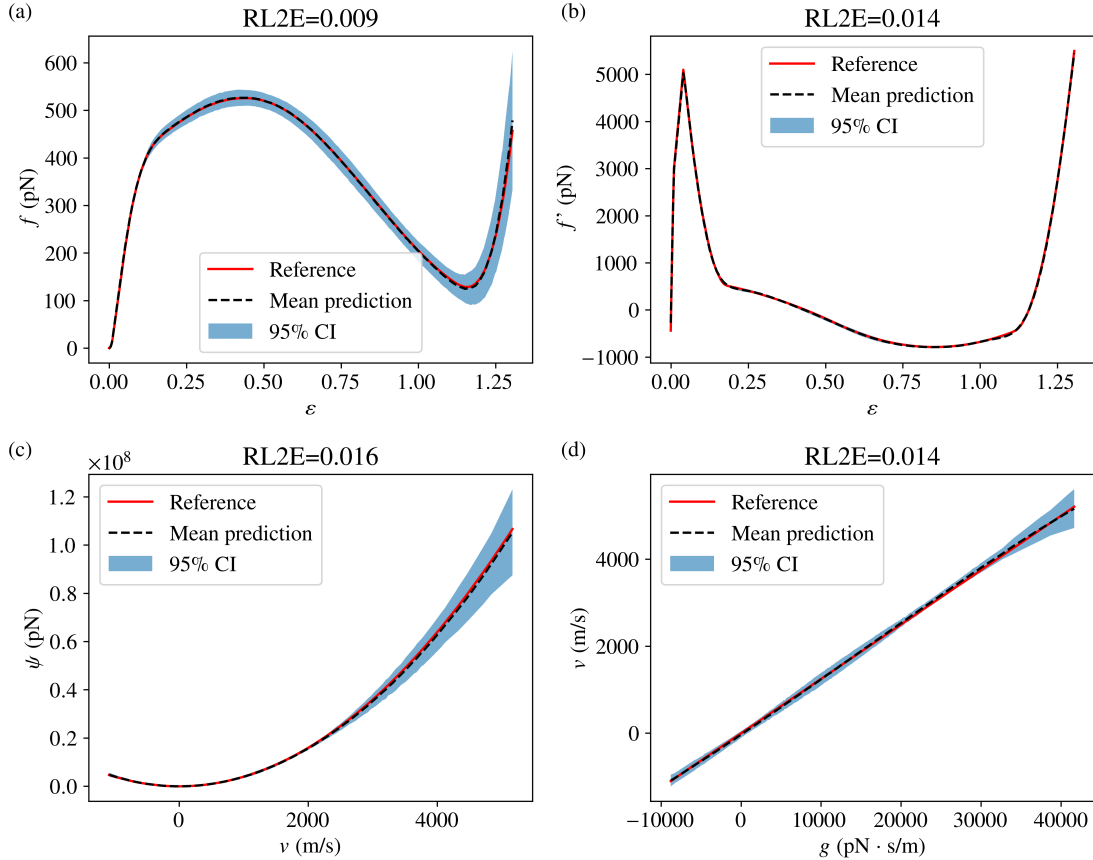 (a)
RL2E=0.009
600
500
400
300
200
100
0
f (pN)
0.00 0.25 0.50 0.75 1.00 1.25
ε
Reference
Mean prediction
95% CI
(b)
RL2E=0.014
5000
4000
3000
2000
1000
0
−1000
f’ (pN)
0.00 0.25 0.50 0.75 1.00 1.25
ε
Reference
Mean prediction
95% CI
(c)
RL2E=0.016
×10⁸
1.2
1.0
0.8
0.6
0.4
0.2
0.0
ψ (pN)
0 2000 4000
v (m/s)
Reference
Mean prediction
95% CI
(d)
RL2E=0.014
4000
2000
0
v (m/s)
−10000 0 10000 20000 30000 40000
g (pN · s/m)
Reference
Mean prediction
95% CI